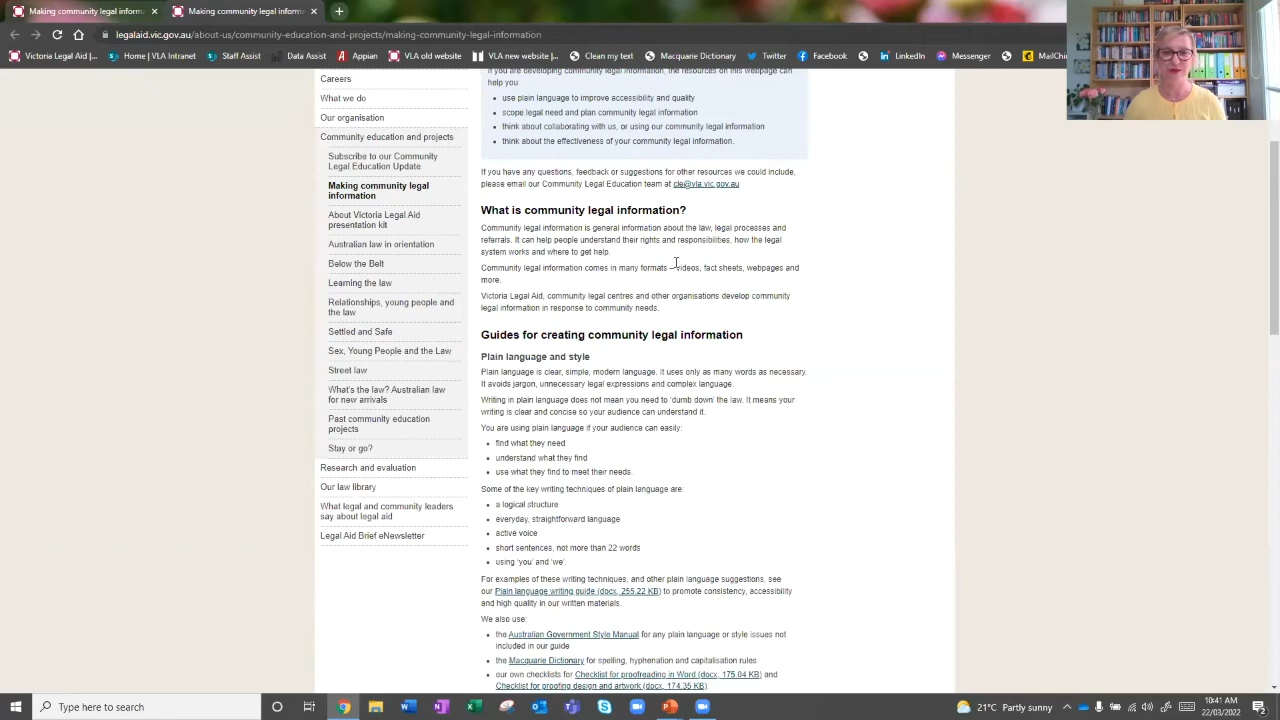 Making community legal inform
Making community legal inform
legalaid.vic.gov.au/about-us/community-education-and-projects/making-community-legal-information
Victoria Legal Aid |...
Home | VLA Intranet
Staff Assist
Data Assist
Appian
VLA old website
VLA new website |...
Clean my text
Macquarie Dictionary
Twitter
Facebook
LinkedIn
Messenger
MailChi
Careers
What we do
Our organisation
Community education and projects
Subscribe to our Community
Legal Education Update
Making community legal
information
About Victoria Legal Aid
presentation kit
Australian law in orientation
Below the Belt
Learning the law
Relationships, young people and
the law
Settled and Safe
Sex, Young People and the Law
Street law
What's the law? Australian law
for new arrivals
Past community education
projects
Stay or go?
Research and evaluation
Our law library
What legal and community leaders
say about legal aid
Legal Aid Brief eNewsletter
If you are developing community legal information, the resources on this webpage can
help you
use plain language to improve accessibility and quality
scope legal need and plan community legal information
think about collaborating with us, or using our community legal information
think about the effectiveness of your community legal information.
If you have any questions, feedback or suggestions for other resources we could include,
please email our Community Legal Education team at cle@vla.vic.gov.au
What is community legal information?
Community legal information is general information about the law, legal processes and
referrals. It can help people understand their rights and responsibilities, how the legal
system works and where to get help.
Community legal information comes in many formats – videos, fact sheets, webpages and
more.
Victoria Legal Aid, community legal centres and other organisations develop community
legal information in response to community needs.
Guides for creating community legal information
Plain language and style
Plain language is clear, simple, modern language. It uses only as many words as necessary.
It avoids jargon, unnecessary legal expressions and complex language.
Writing in plain language does not mean you need to 'dumb down' the law. It means your
writing is clear and concise so your audience can understand it.
You are using plain language if your audience can easily:
find what they need
understand what they find
use what they find to meet their needs.
Some of the key writing techniques of plain language are:
a logical structure
everyday, straightforward language
active voice
short sentences, not more than 22 words
using 'you' and 'we'.
For examples of these writing techniques, and other plain language suggestions, see
our Plain language writing guide (docx, 255.22 KB) to promote consistency, accessibility
and high quality in our written materials.
We also use:
the Australian Government Style Manual for any plain language or style issues not
included in our guide
the Macquarie Dictionary for spelling, hyphenation and capitalisation rules
our own checklists for Checklist for proofreading in Word (docx, 175.04 KB) and
Checklist for proofing design and artwork (docx, 174.35 KB)
Type here to search
21°C Partly sunny
10:41 AM
22/03/2022